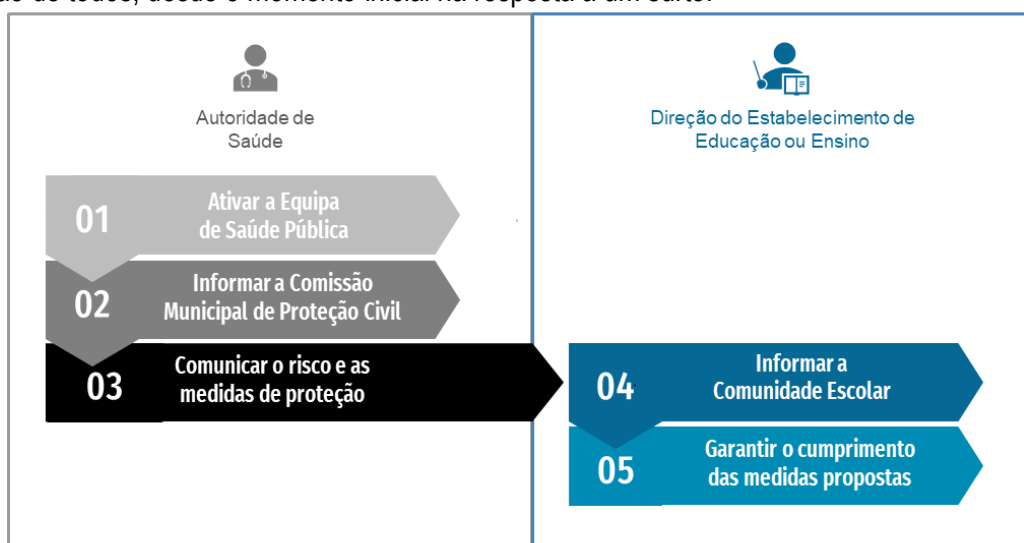 Autoridade de
Saúde
Direção do Estabelecimento de
Educação ou Ensino
01
Ativar a Equipa
de Saúde Pública
02
Informar a Comissão
Municipal de Proteção Civil
03
Comunicar o risco e as
medidas de proteção
04
Informar a
Comunidade Escolar
05
Garantir o cumprimento
das medidas propostas